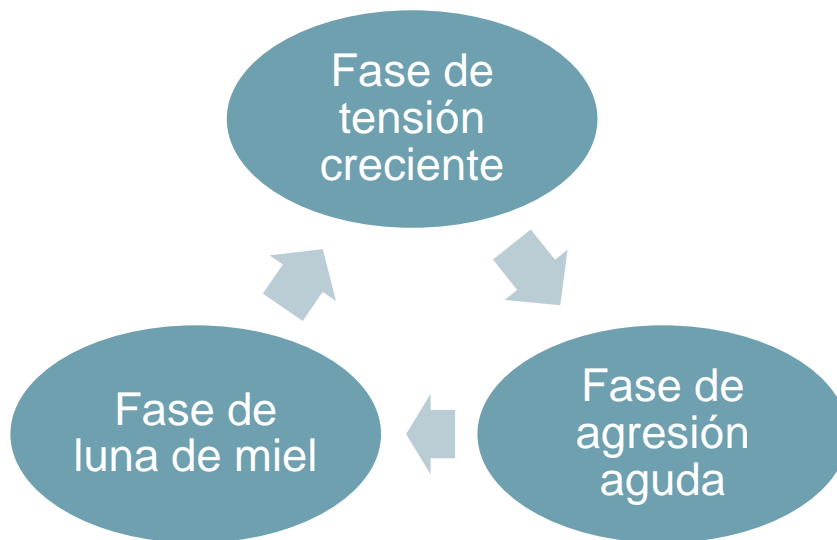 Fase de
tensión
creciente
Fase de
luna de miel
Fase de
agresión
aguda